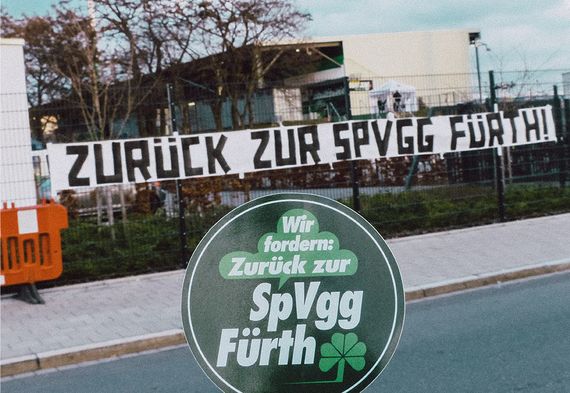 ZURÜCK ZUR SPVGG FÜRTH!
Wir
fordern:
Zurück zur
SpVgg
Fürth